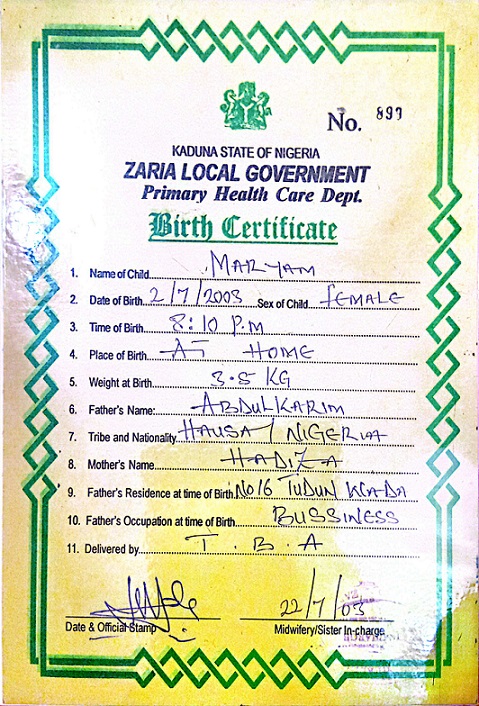 No. 899
KADUNA STATE OF NIGERIA
ZARIA LOCAL GOVERNMENT
Primary Health Care Dept.
Birth Certificate
1. Name of Child MARYAM
2. Date of Birth 2/7/2003 Sex of Child FEMALE
3. Time of Birth 8:10 P.M
4. Place of Birth AT HOME
5. Weight at Birth 3.5 KG
6. Father's Name: ABDULKARIM
7. Tribe and Nationality HAUSA / NIGERIA
8. Mother's Name HADIZA
9. Father's Residence at time of Birth No 16 TUDUN WADA
10. Father's Occupation at time of Birth BUSSINESS
11. Delivered by T. B. A
22/7/03
Date & Official Stamp Midwifery/Sister In-charge